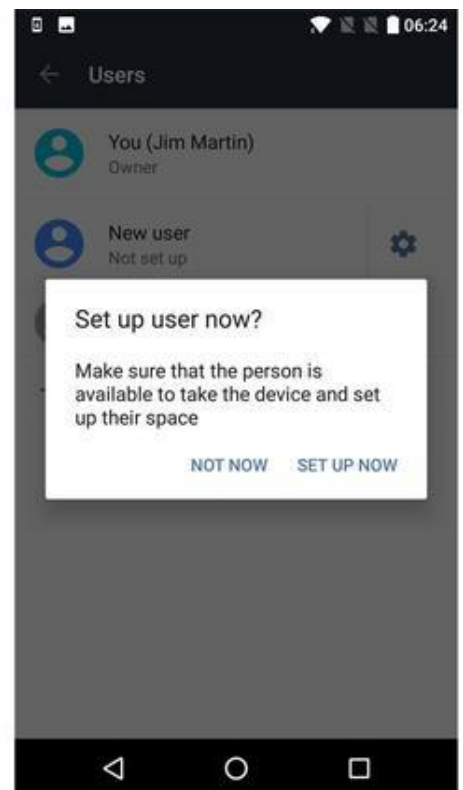 06:24
Users
You (Jim Martin)
Owner
New user
Not set up
Set up user now?
Make sure that the person is
available to take the device and set
up their space
NOT NOW SET UP NOW